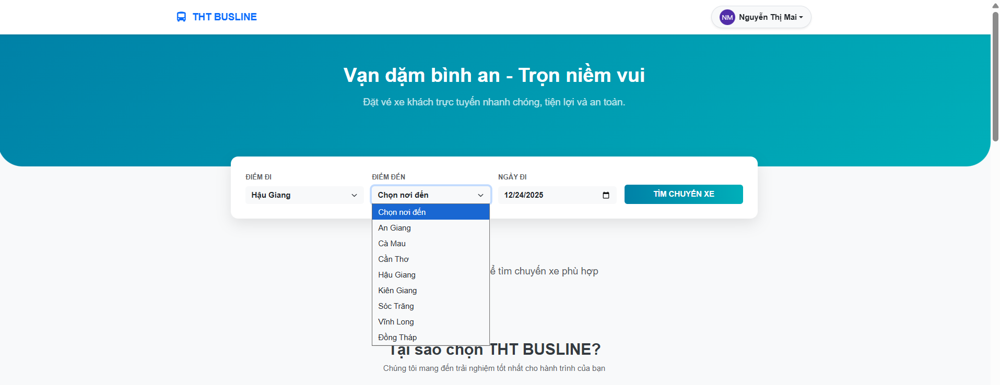 THT BUSLINE
NM Nguyễn Thị Mai
Vạn dặm bình an - Trọn niềm vui
Đặt vé xe khách trực tuyến nhanh chóng, tiện lợi và an toàn.
ĐIỂM ĐI
Hậu Giang
ĐIỂM ĐẾN
Chọn nơi đến
NGÀY ĐI
12/24/2025
TÌM CHUYẾN XE
Chọn nơi đến
An Giang
Cà Mau
Cần Thơ
Hậu Giang
Kiên Giang
Sóc Trăng
Vĩnh Long
Đồng Tháp
tìm chuyến xe phù hợp
Tại sao chọn THT BUSLINE?
Chúng tôi mang đến trải nghiệm tốt nhất cho hành trình của bạn